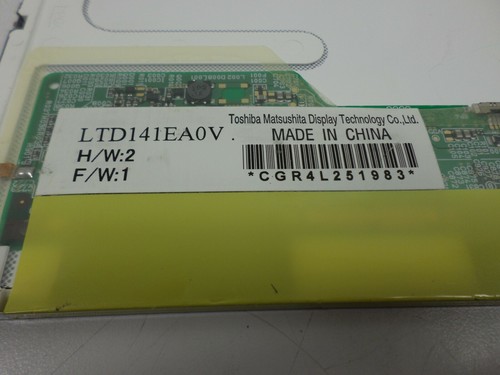 Toshiba Matsushita Display Technology Co.,Ltd.
LTD141EA0V .
MADE IN CHINA
H/W:2
F/W:1
*CGR4L251983*